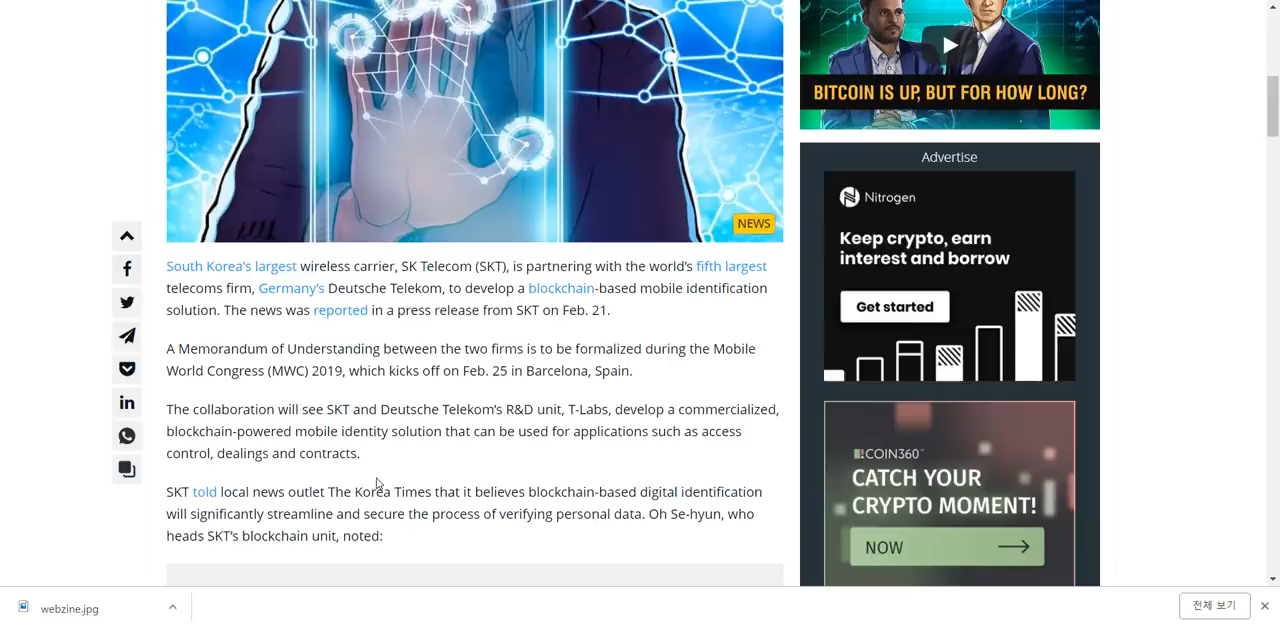 BITCOIN IS UP, BUT FOR HOW LONG?
NEWS
South Korea's largest wireless carrier, SK Telecom (SKT), is partnering with the world's fifth largest
telecoms firm, Germany's Deutsche Telekom, to develop a blockchain-based mobile identification
solution. The news was reported in a press release from SKT on Feb. 21.
A Memorandum of Understanding between the two firms is to be formalized during the Mobile
World Congress (MWC) 2019, which kicks off on Feb. 25 in Barcelona, Spain.
The collaboration will see SKT and Deutsche Telekom's R&D unit, T-Labs, develop a commercialized,
blockchain-powered mobile identity solution that can be used for applications such as access
control, dealings and contracts.
SKT told local news outlet The Korea Times that it believes blockchain-based digital identification
will significantly streamline and secure the process of verifying personal data. Oh Se-hyun, who
heads SKT's blockchain unit, noted:
Advertise
Nitrogen
Keep crypto, earn
interest and borrow
Get started
COIN360
CATCH YOUR
CRYPTO MOMENT!
NOW
webzine.jpg
전체 보기